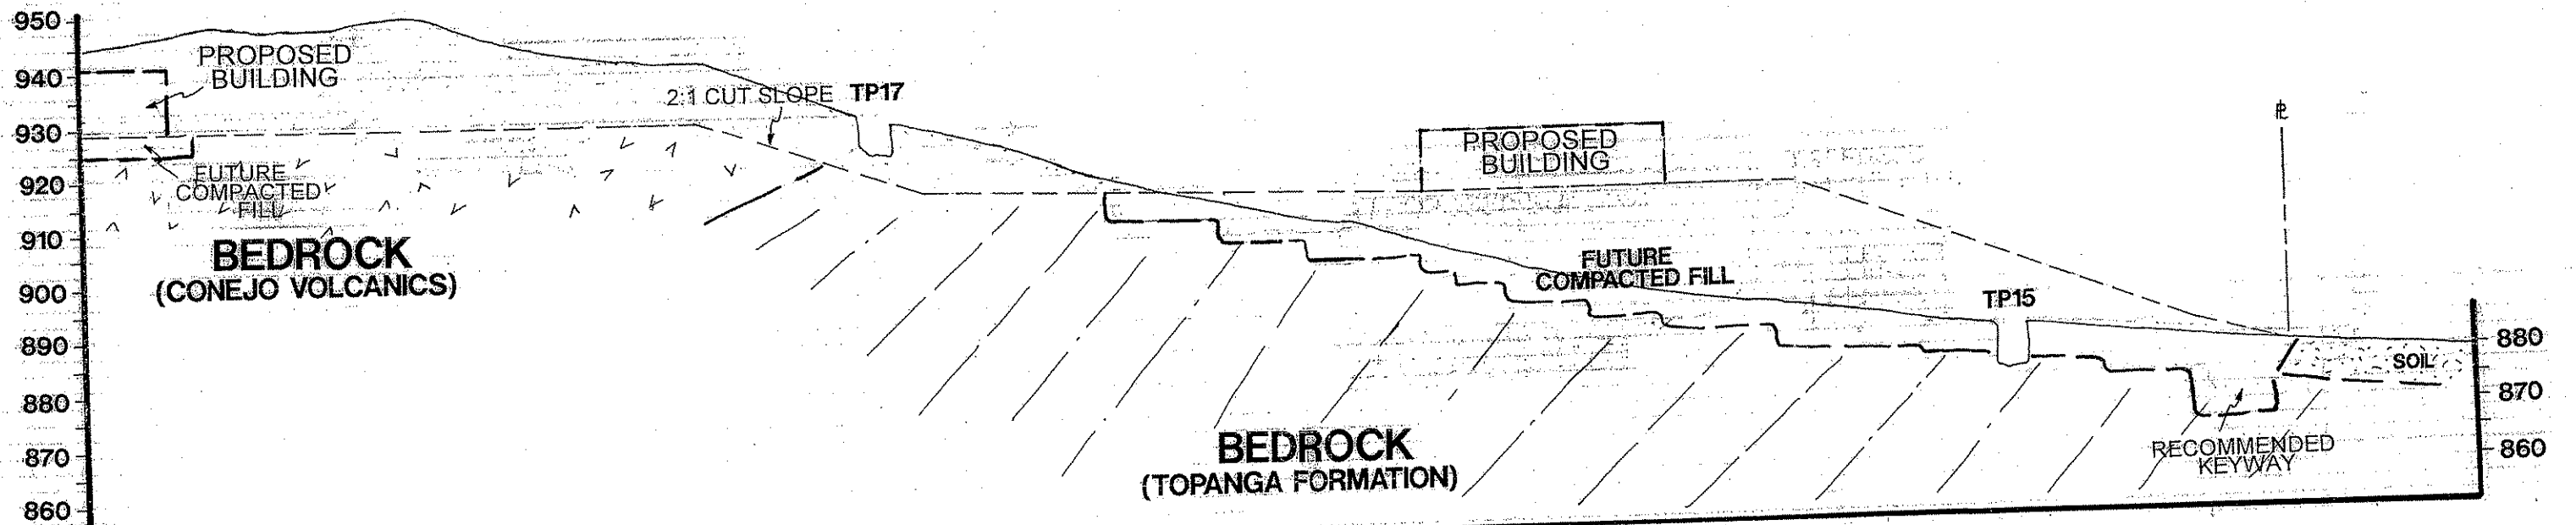 950
940
930
920
910
900
890
880
870
860
PROPOSED
BUILDING
FUTURE
COMPACTED
FILL
BEDROCK
(CONEJO VOLCANICS)
2:1 CUT SLOPE
TP17
PROPOSED
BUILDING
FUTURE
COMPACTED FILL
TP15
BEDROCK
(TOPANGA FORMATION)
RECOMMENDED
KEYWAY
PL
SOIL
880
870
860